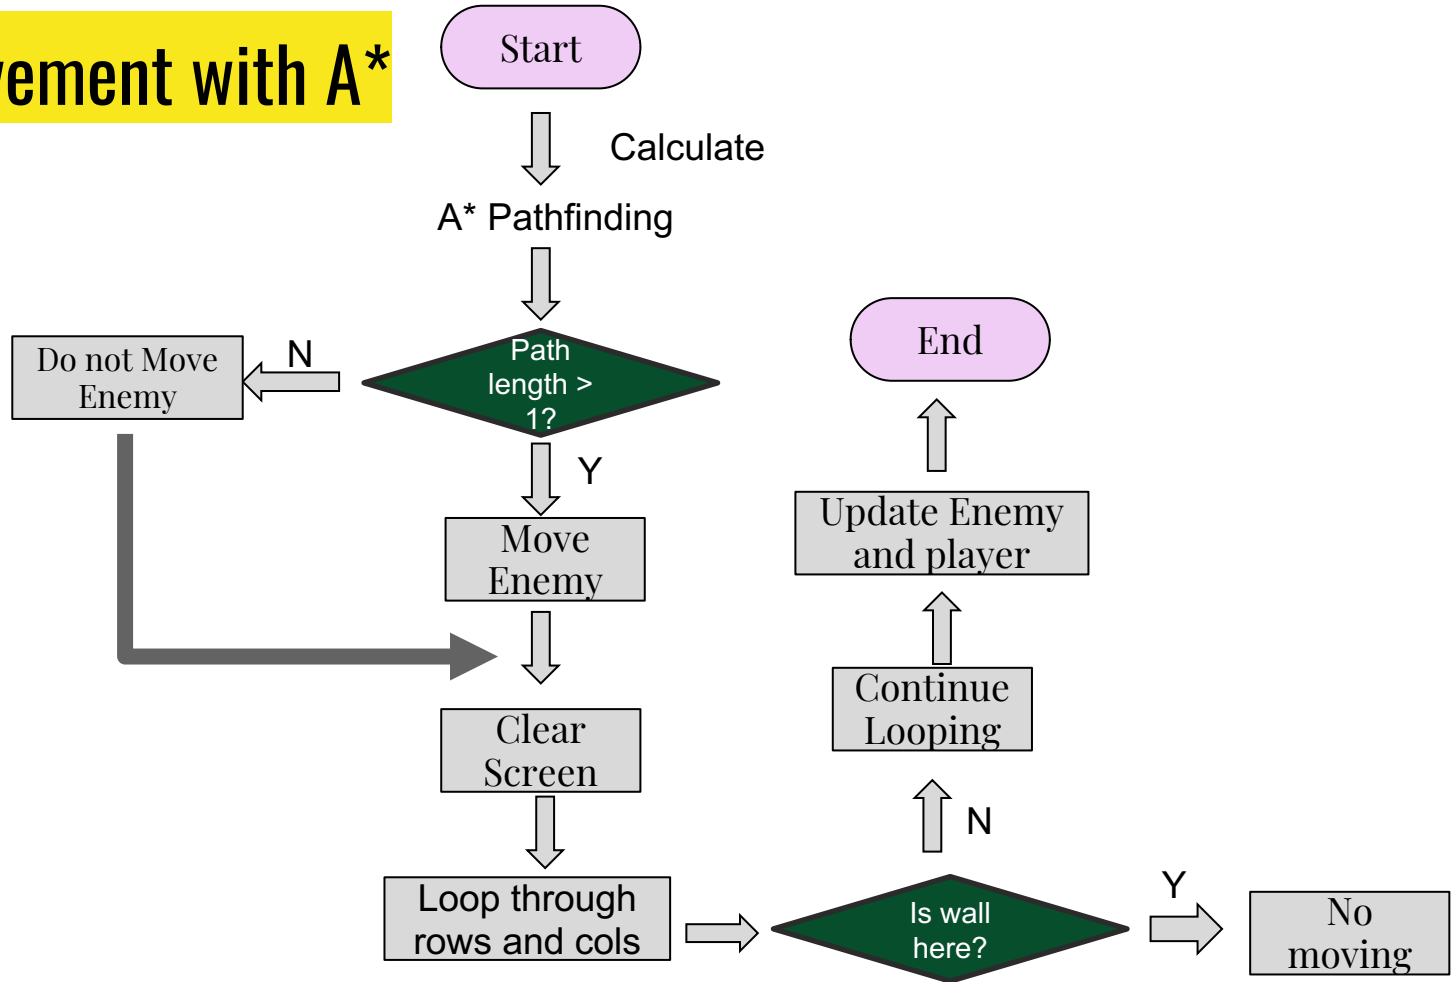 vement with A*
Start
Calculate
A* Pathfinding
Path
length >
1?
N
Do not Move
Enemy
Y
Move
Enemy
Clear
Screen
Loop through
rows and cols
Is wall
here?
Y
No
moving
N
Continue
Looping
Update Enemy
and player
End